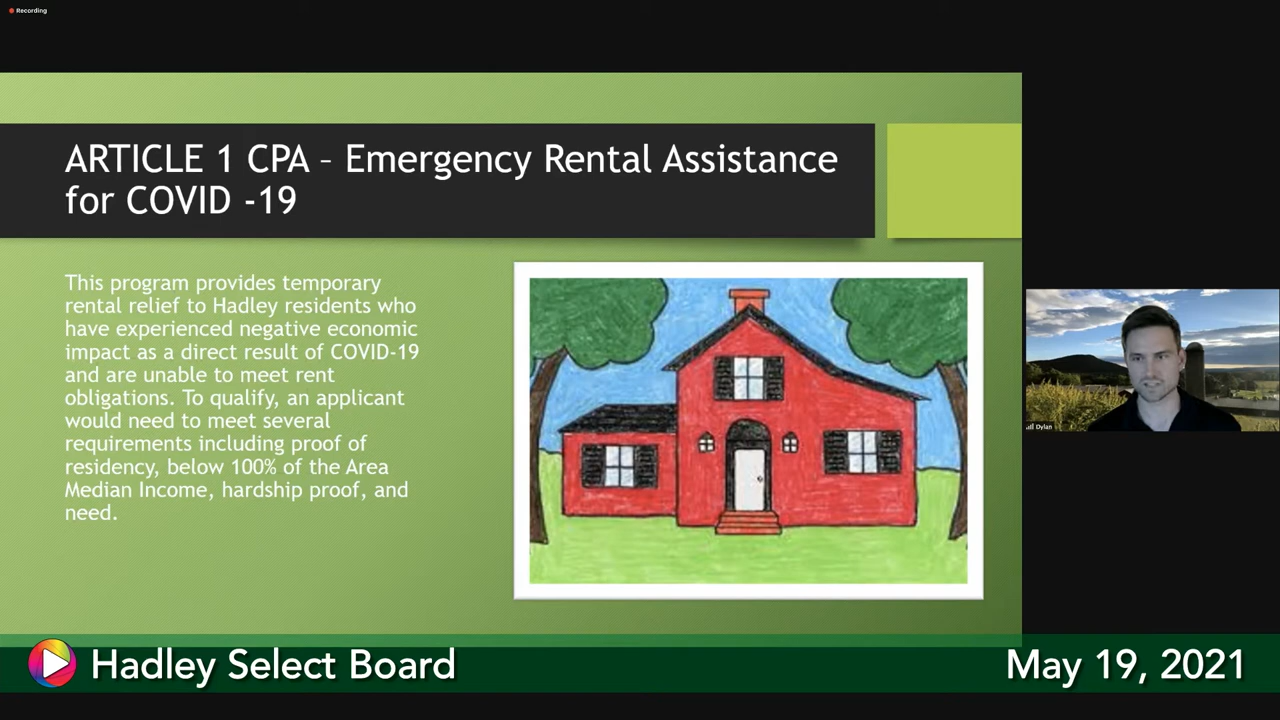 Recording
ARTICLE 1 CPA – Emergency Rental Assistance
for COVID -19
This program provides temporary
rental relief to Hadley residents who
have experienced negative economic
impact as a direct result of COVID-19
and are unable to meet rent
obligations. To qualify, an applicant
would need to meet several
requirements including proof of
residency, below 100% of the Area
Median Income, hardship proof, and
need.
Dylan
Hadley Select Board
May 19, 2021